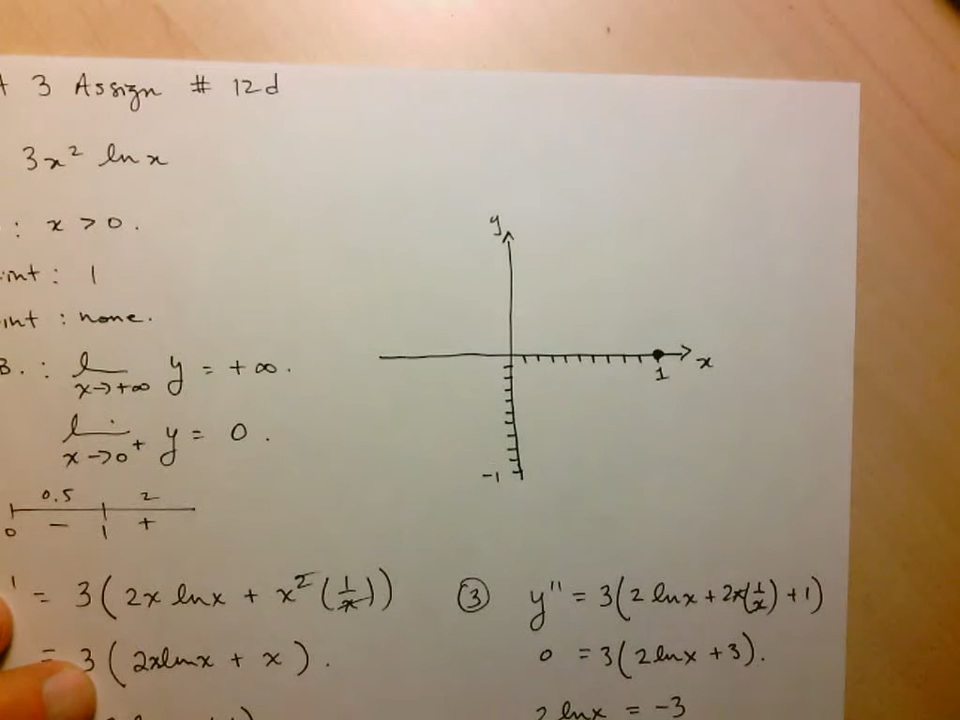 3 Assign # 12d
3x² ln x
: x > 0.
int : 1
int : none.
B. : lim x→+∞ y = +∞.
lim x→0⁺ y = 0.
0.5 2
0 − 1 +
y
x
1
-1
' = 3(2x ln x + x²(1/x))
= 3(2x ln x + x).
③ y'' = 3(2 ln x + 2x(1/x) + 1)
0 = 3(2 ln x + 3).
2 ln x = -3